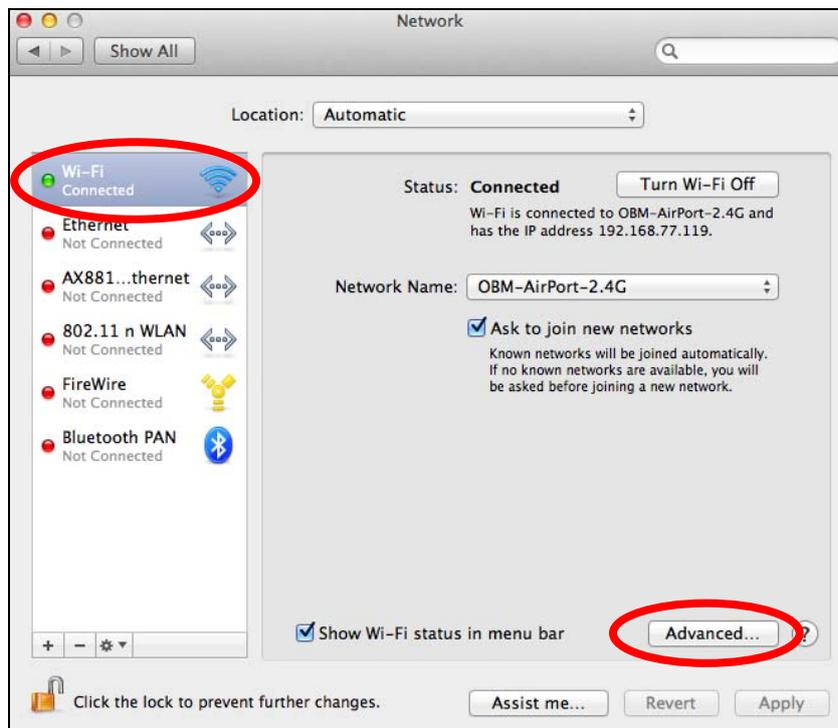 Network
Show All
Location: Automatic
Wi-Fi
Connected
Ethernet
Not Connected
AX881...thernet
Not Connected
802.11 n WLAN
Not Connected
FireWire
Not Connected
Bluetooth PAN
Not Connected
Status: Connected
Turn Wi-Fi Off
Wi-Fi is connected to OBM-AirPort-2.4G and
has the IP address 192.168.77.119.
Network Name: OBM-AirPort-2.4G
Ask to join new networks
Known networks will be joined automatically.
If no known networks are available, you will
be asked before joining a new network.
Show Wi-Fi status in menu bar
Advanced...
?
Click the lock to prevent further changes.
Assist me...
Revert
Apply